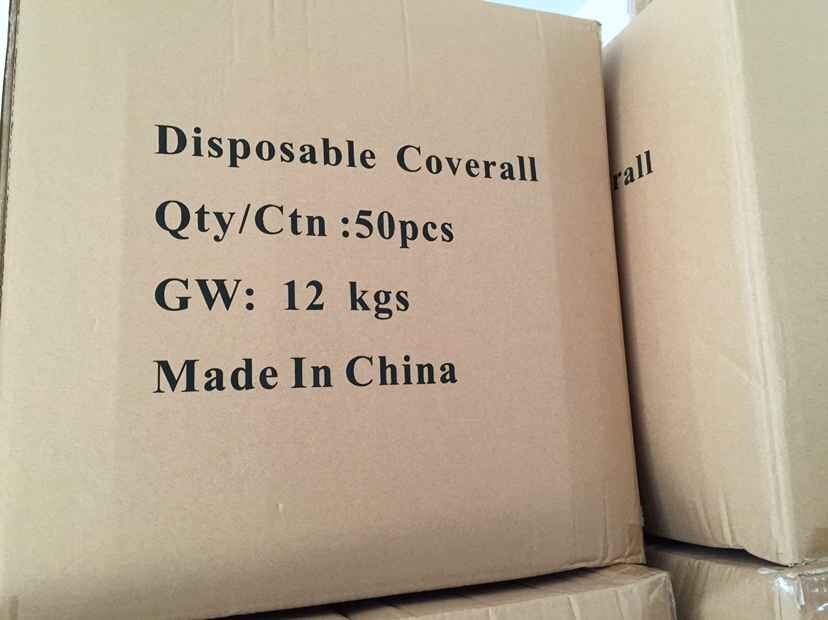 Disposable Coverall
Qty/Ctn :50pcs
GW: 12 kgs
Made In China
rall